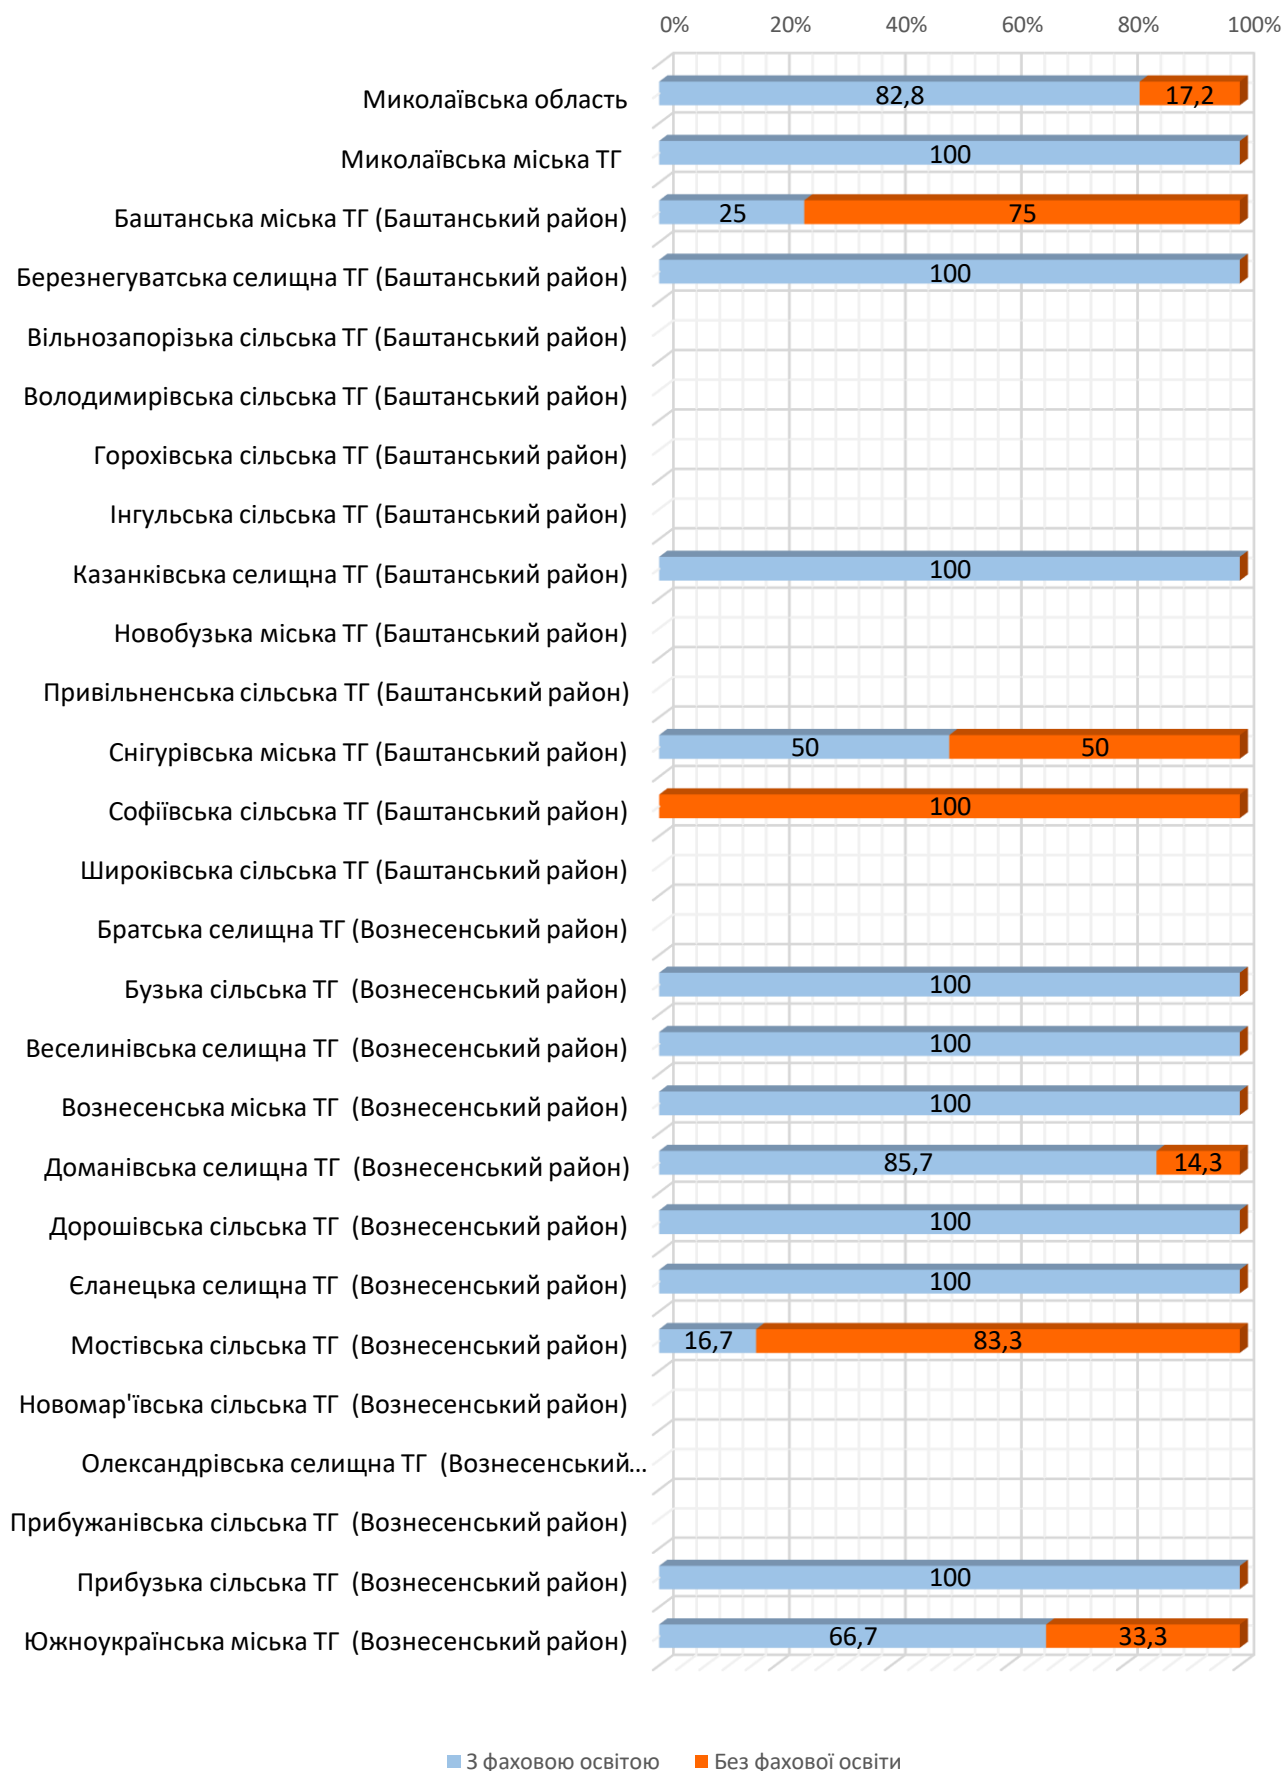 0% 20% 40% 60% 80% 100%
Миколаївська область 82,8 17,2
Миколаївська міська ТГ 100
Баштанська міська ТГ (Баштанський район) 25 75
Березнегуватська селищна ТГ (Баштанський район) 100
Вільнозапорізька сільська ТГ (Баштанський район)
Володимирівська сільська ТГ (Баштанський район)
Горохівська сільська ТГ (Баштанський район)
Інгульська сільська ТГ (Баштанський район)
Казанківська селищна ТГ (Баштанський район) 100
Новобузька міська ТГ (Баштанський район)
Привільненська сільська ТГ (Баштанський район)
Снігурівська міська ТГ (Баштанський район) 50 50
Софіївська сільська ТГ (Баштанський район) 100
Широківська сільська ТГ (Баштанський район)
Братська селищна ТГ (Вознесенський район)
Бузька сільська ТГ (Вознесенський район) 100
Веселинівська селищна ТГ (Вознесенський район) 100
Вознесенська міська ТГ (Вознесенський район) 100
Доманівська селищна ТГ (Вознесенський район) 85,7 14,3
Дорошівська сільська ТГ (Вознесенський район) 100
Єланецька селищна ТГ (Вознесенський район) 100
Мостівська сільська ТГ (Вознесенський район) 16,7 83,3
Новомар'ївська сільська ТГ (Вознесенський район)
Олександрівська селищна ТГ (Вознесенський...
Прибужанівська сільська ТГ (Вознесенський район)
Прибузька сільська ТГ (Вознесенський район) 100
Южноукраїнська міська ТГ (Вознесенський район) 66,7 33,3
З фаховою освітою Без фахової освіти